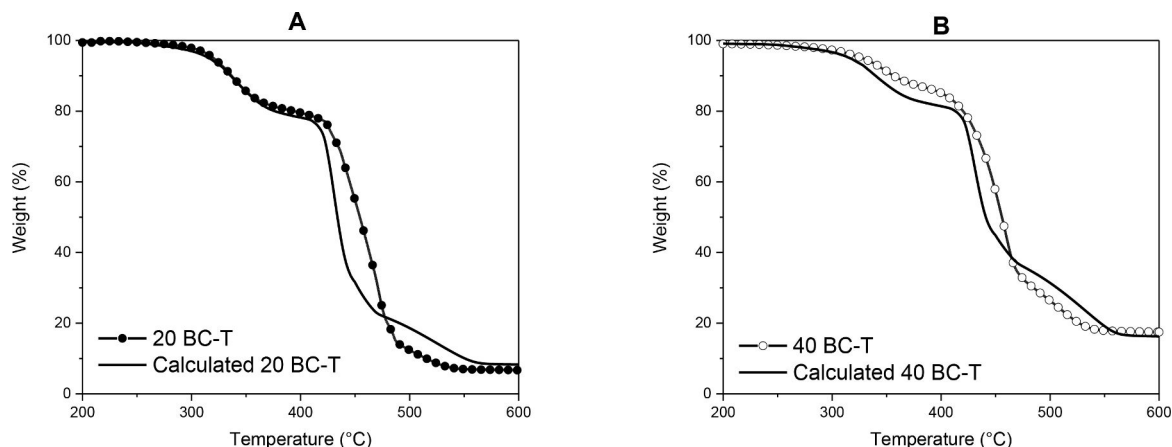 A
100
80
60
40
20
0
Weight (%)
20 BC-T
Calculated 20 BC-T
200
300
400
500
600
Temperature (°C)
B
100
80
60
40
20
0
Weight (%)
40 BC-T
Calculated 40 BC-T
200
300
400
500
600
Temperature (°C)